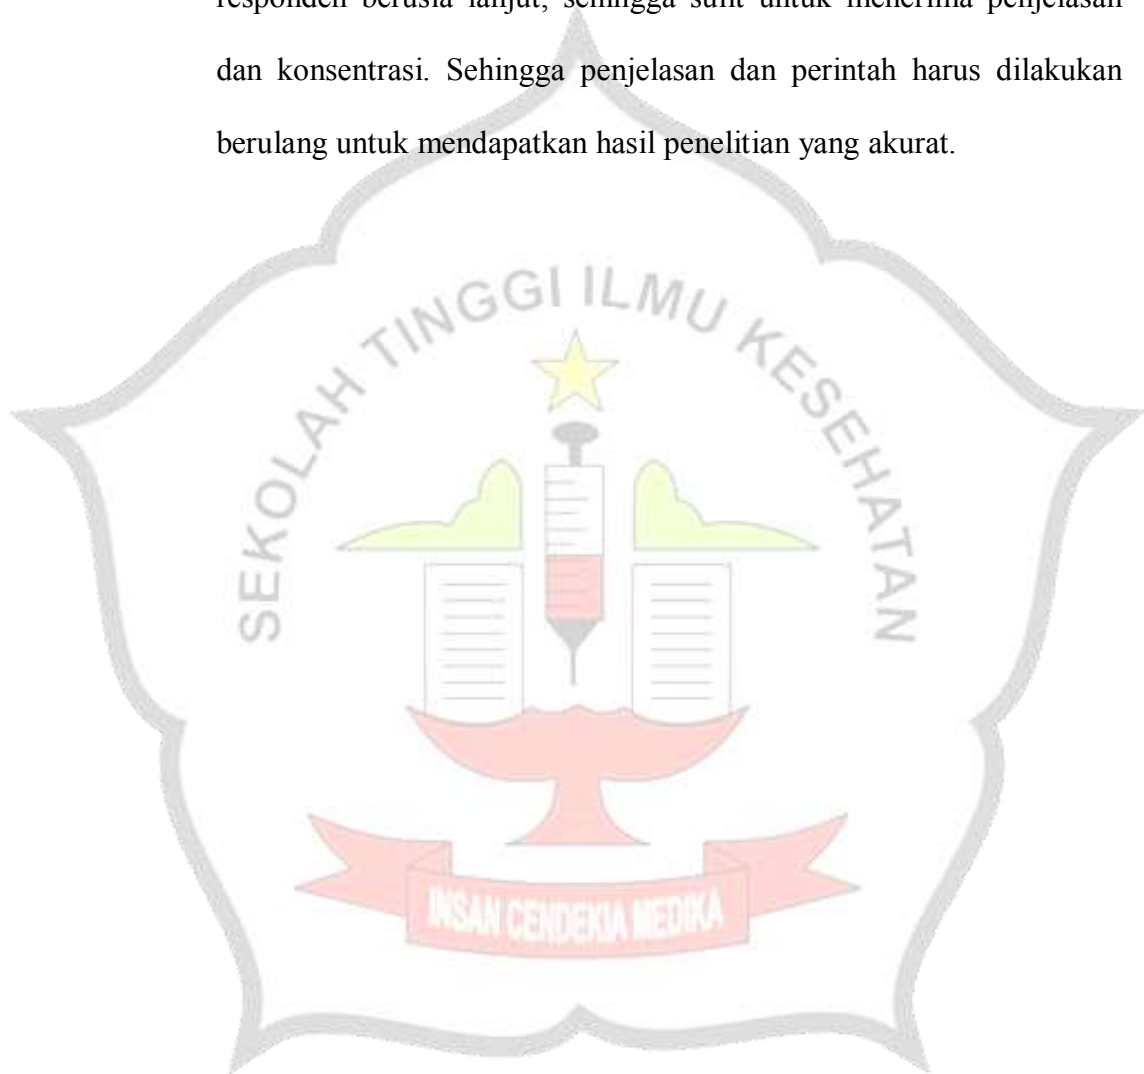 responden berusia lanjut, sehingga sulit untuk menerima penjelasan
dan konsentrasi. Sehingga penjelasan dan perintah harus dilakukan
berulang untuk mendapatkan hasil penelitian yang akurat.
SEKOLAH TINGGI ILMU KESEHATAN
INSAN CENDEKIA MEDIKA